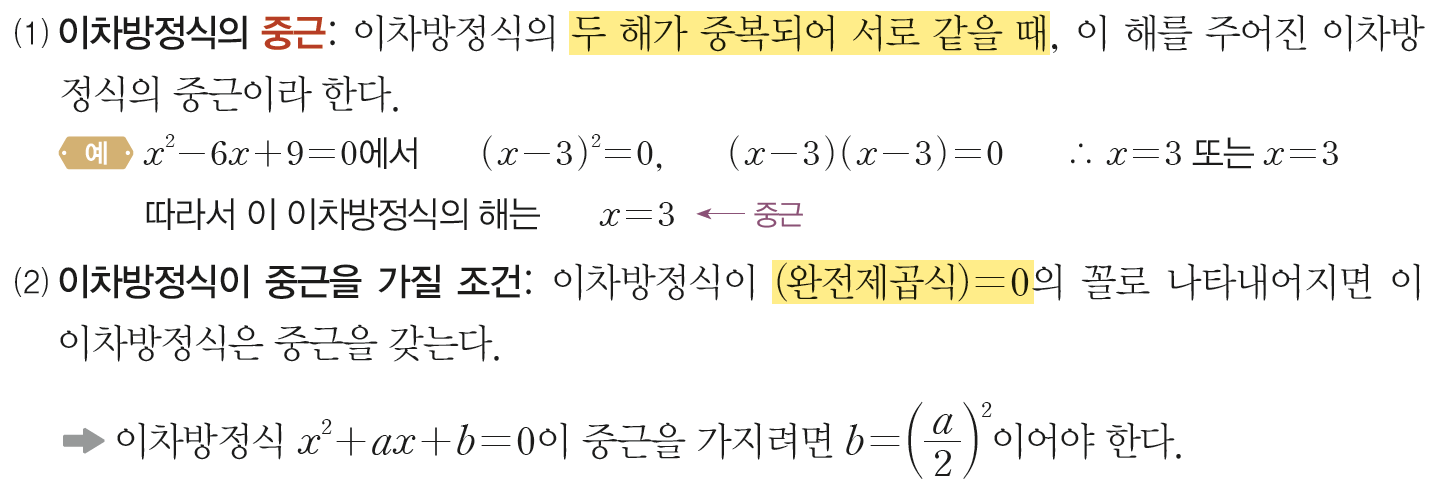 (1) 이차방정식의 중근: 이차방정식의 두 해가 중복되어 서로 같을 때, 이 해를 주어진 이차방
정식의 중근이라 한다.
예 x²-6x+9=0에서 (x-3)²=0, (x-3)(x-3)=0 ∴ x=3 또는 x=3
따라서 이 이차방정식의 해는 x=3 ← 중근
(2) 이차방정식이 중근을 가질 조건: 이차방정식이 (완전제곱식)=0의 꼴로 나타내어지면 이
이차방정식은 중근을 갖는다.
➡ 이차방정식 x²+ax+b=0이 중근을 가지려면 b=(a/2)²이어야 한다.